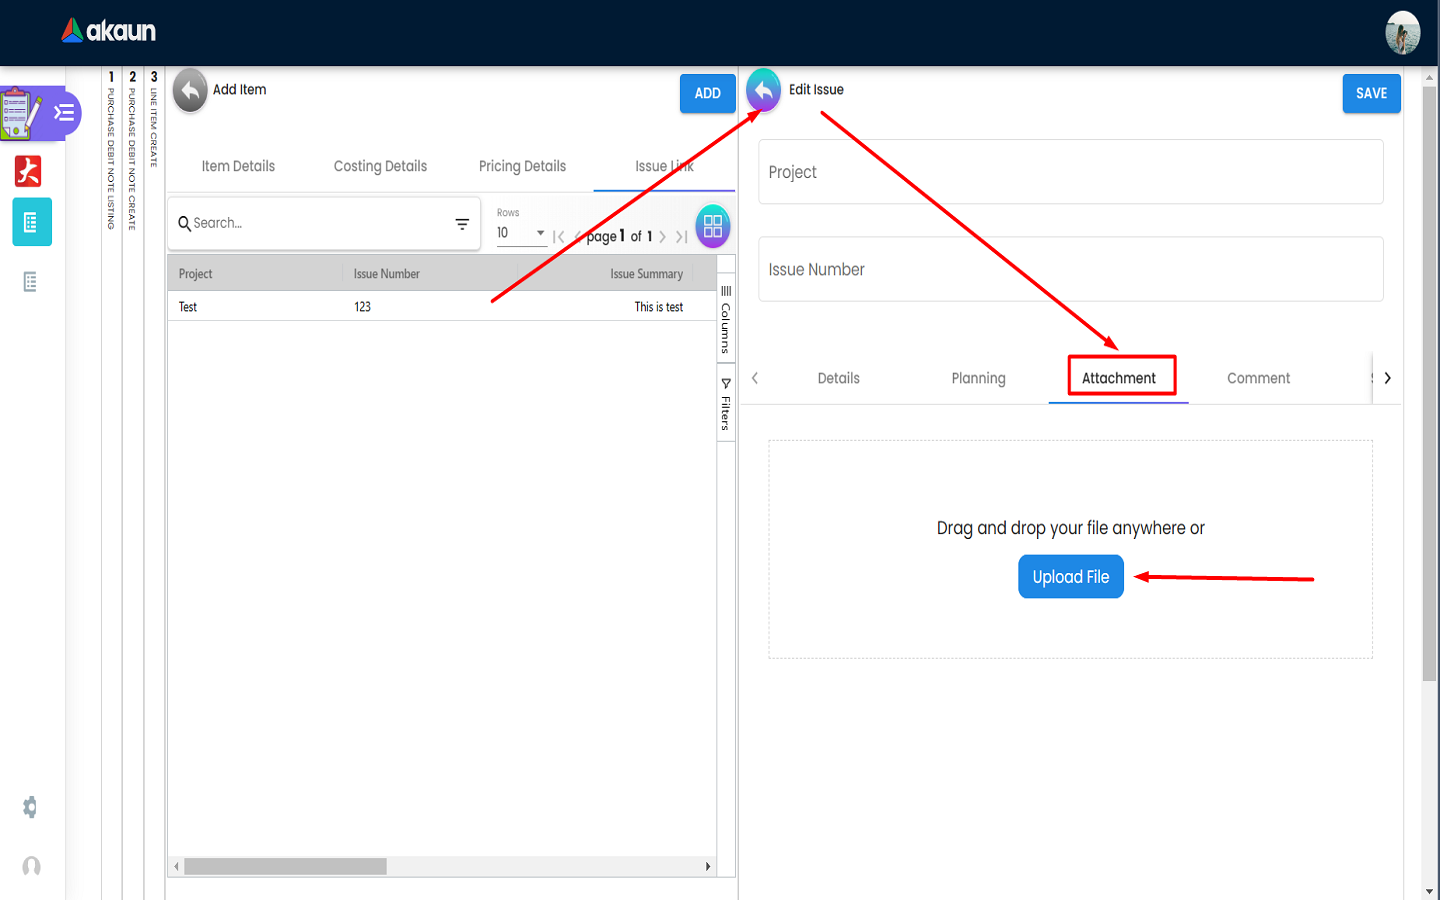 akaun
1 PURCHASE DEBIT NOTE LISTING
2 PURCHASE DEBIT NOTE CREATE
3 LINE ITEM CREATE
Add Item
ADD
Item Details
Costing Details
Pricing Details
Issue Link
Search...
Rows
10
page 1 of 1
Project
Issue Number
Issue Summary
Test
123
This is test
Columns
Filters
Edit Issue
SAVE
Project
Issue Number
Details
Planning
Attachment
Comment
Drag and drop your file anywhere or
Upload File